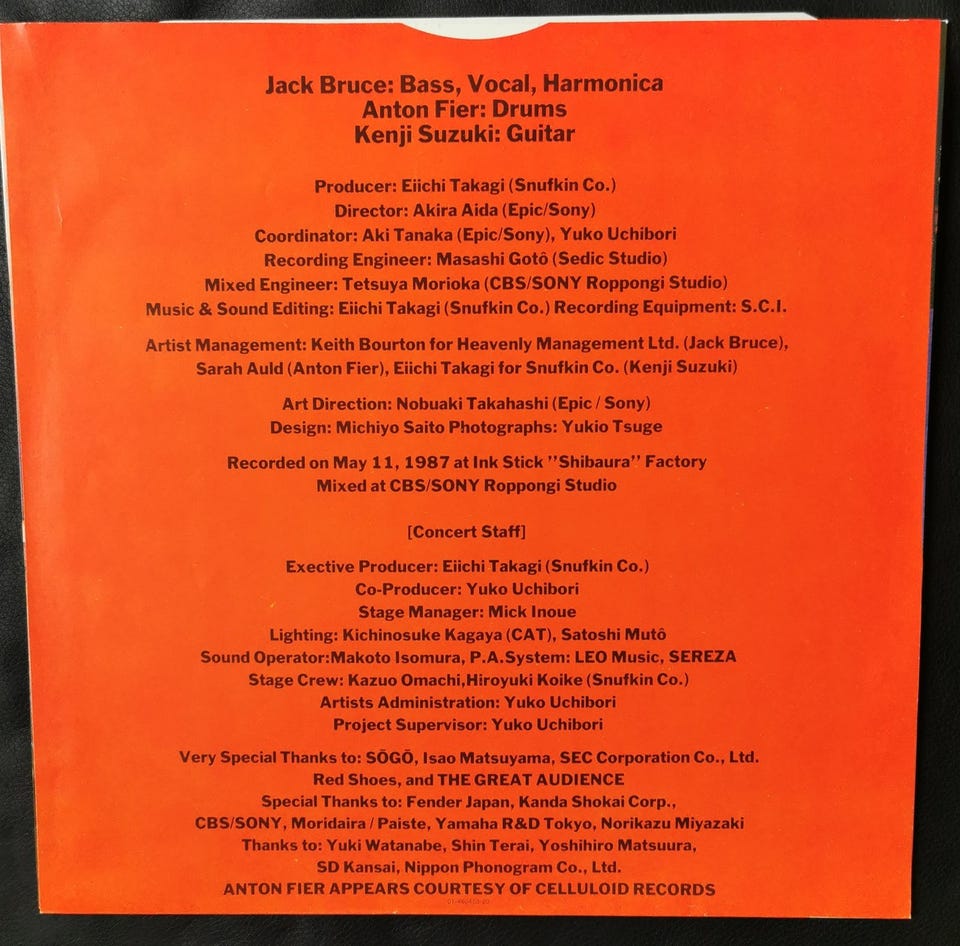 Jack Bruce: Bass, Vocal, Harmonica
Anton Fier: Drums
Kenji Suzuki: Guitar
Producer: Eiichi Takagi (Snufkin Co.)
Director: Akira Aida (Epic/Sony)
Coordinator: Aki Tanaka (Epic/Sony), Yuko Uchibori
Recording Engineer: Masashi Gotô (Sedic Studio)
Mixed Engineer: Tetsuya Morioka (CBS/SONY Roppongi Studio)
Music & Sound Editing: Eiichi Takagi (Snufkin Co.) Recording Equipment: S.C.I.
Artist Management: Keith Bourton for Heavenly Management Ltd. (Jack Bruce),
Sarah Auld (Anton Fier), Eiichi Takagi for Snufkin Co. (Kenji Suzuki)
Art Direction: Nobuaki Takahashi (Epic / Sony)
Design: Michiyo Saito Photographs: Yukio Tsuge
Recorded on May 11, 1987 at Ink Stick ''Shibaura'' Factory
Mixed at CBS/SONY Roppongi Studio
[Concert Staff]
Exective Producer: Eiichi Takagi (Snufkin Co.)
Co-Producer: Yuko Uchibori
Stage Manager: Mick Inoue
Lighting: Kichinosuke Kagaya (CAT), Satoshi Mutô
Sound Operator:Makoto Isomura, P.A.System: LEO Music, SEREZA
Stage Crew: Kazuo Omachi,Hiroyuki Koike (Snufkin Co.)
Artists Administration: Yuko Uchibori
Project Supervisor: Yuko Uchibori
Very Special Thanks to: SŌGŌ, Isao Matsuyama, SEC Corporation Co., Ltd.
Red Shoes, and THE GREAT AUDIENCE
Special Thanks to: Fender Japan, Kanda Shokai Corp.,
CBS/SONY, Moridaira / Paiste, Yamaha R&D Tokyo, Norikazu Miyazaki
Thanks to: Yuki Watanabe, Shin Terai, Yoshihiro Matsuura,
SD Kansai, Nippon Phonogram Co., Ltd.
ANTON FIER APPEARS COURTESY OF CELLULOID RECORDS